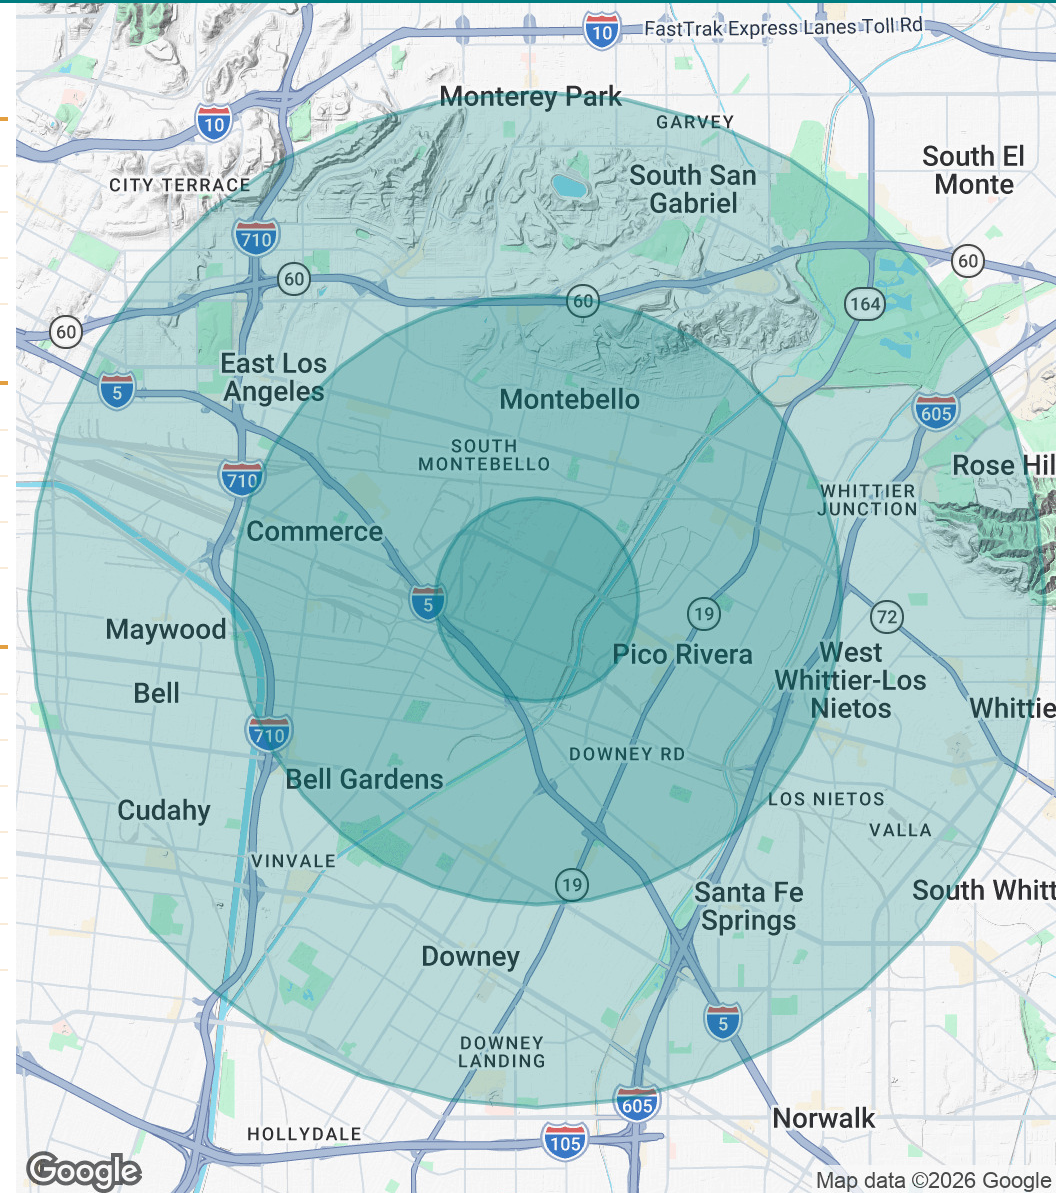 10
FastTrak Express Lanes Toll Rd
Monterey Park
GARVEY
10
South El
Monte
CITY TERRACE
South San
Gabriel
710
60
60
60
164
60
East Los
Angeles
5
Montebello
605
SOUTH
MONTEBELLO
Rose Hil
710
WHITTIER
JUNCTION
Commerce
5
19
72
Maywood
Pico Rivera
West
Whittier-Los
Nietos
Bell
Whittie
710
DOWNEY RD
Bell Gardens
LOS NIETOS
Cudahy
VALLA
VINVALE
19
Santa Fe
Springs
South Whitt
Downey
5
DOWNEY
LANDING
605
Norwalk
HOLLYDALE
105
Google
Map data ©2026 Google